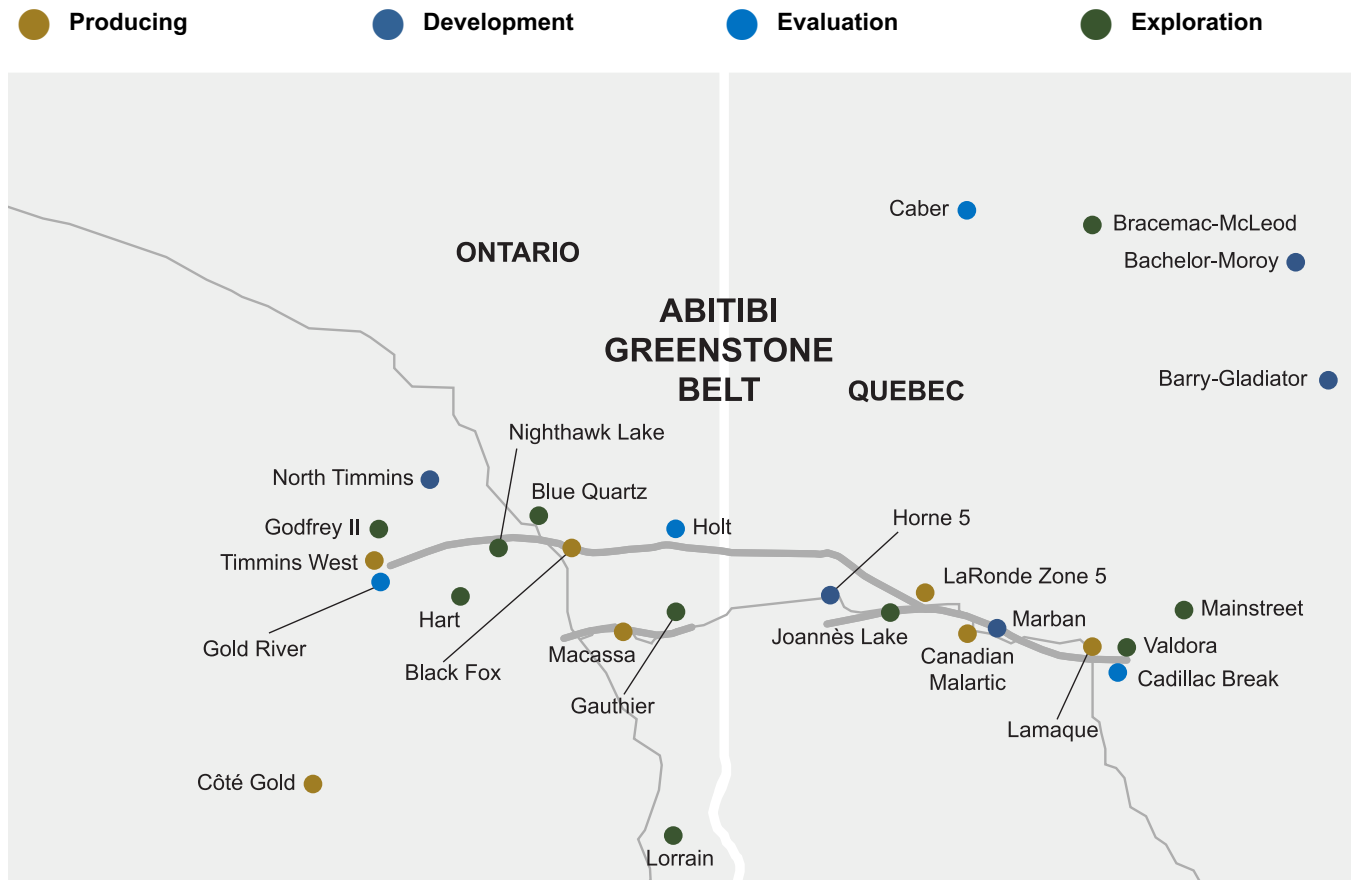 Producing
Development
Evaluation
Exploration
Caber
Bracemac-McLeod
ONTARIO
Bachelor-Moroy
ABITIBI
GREENSTONE
BELT
QUEBEC
Barry-Gladiator
Nighthawk Lake
North Timmins
Blue Quartz
Godfrey II
Holt
Horne 5
Timmins West
LaRonde Zone 5
Hart
Mainstreet
Marban
Joannès Lake
Gold River
Macassa
Canadian
Malartic
Valdora
Black Fox
Cadillac Break
Gauthier
Lamaque
Côté Gold
Lorrain